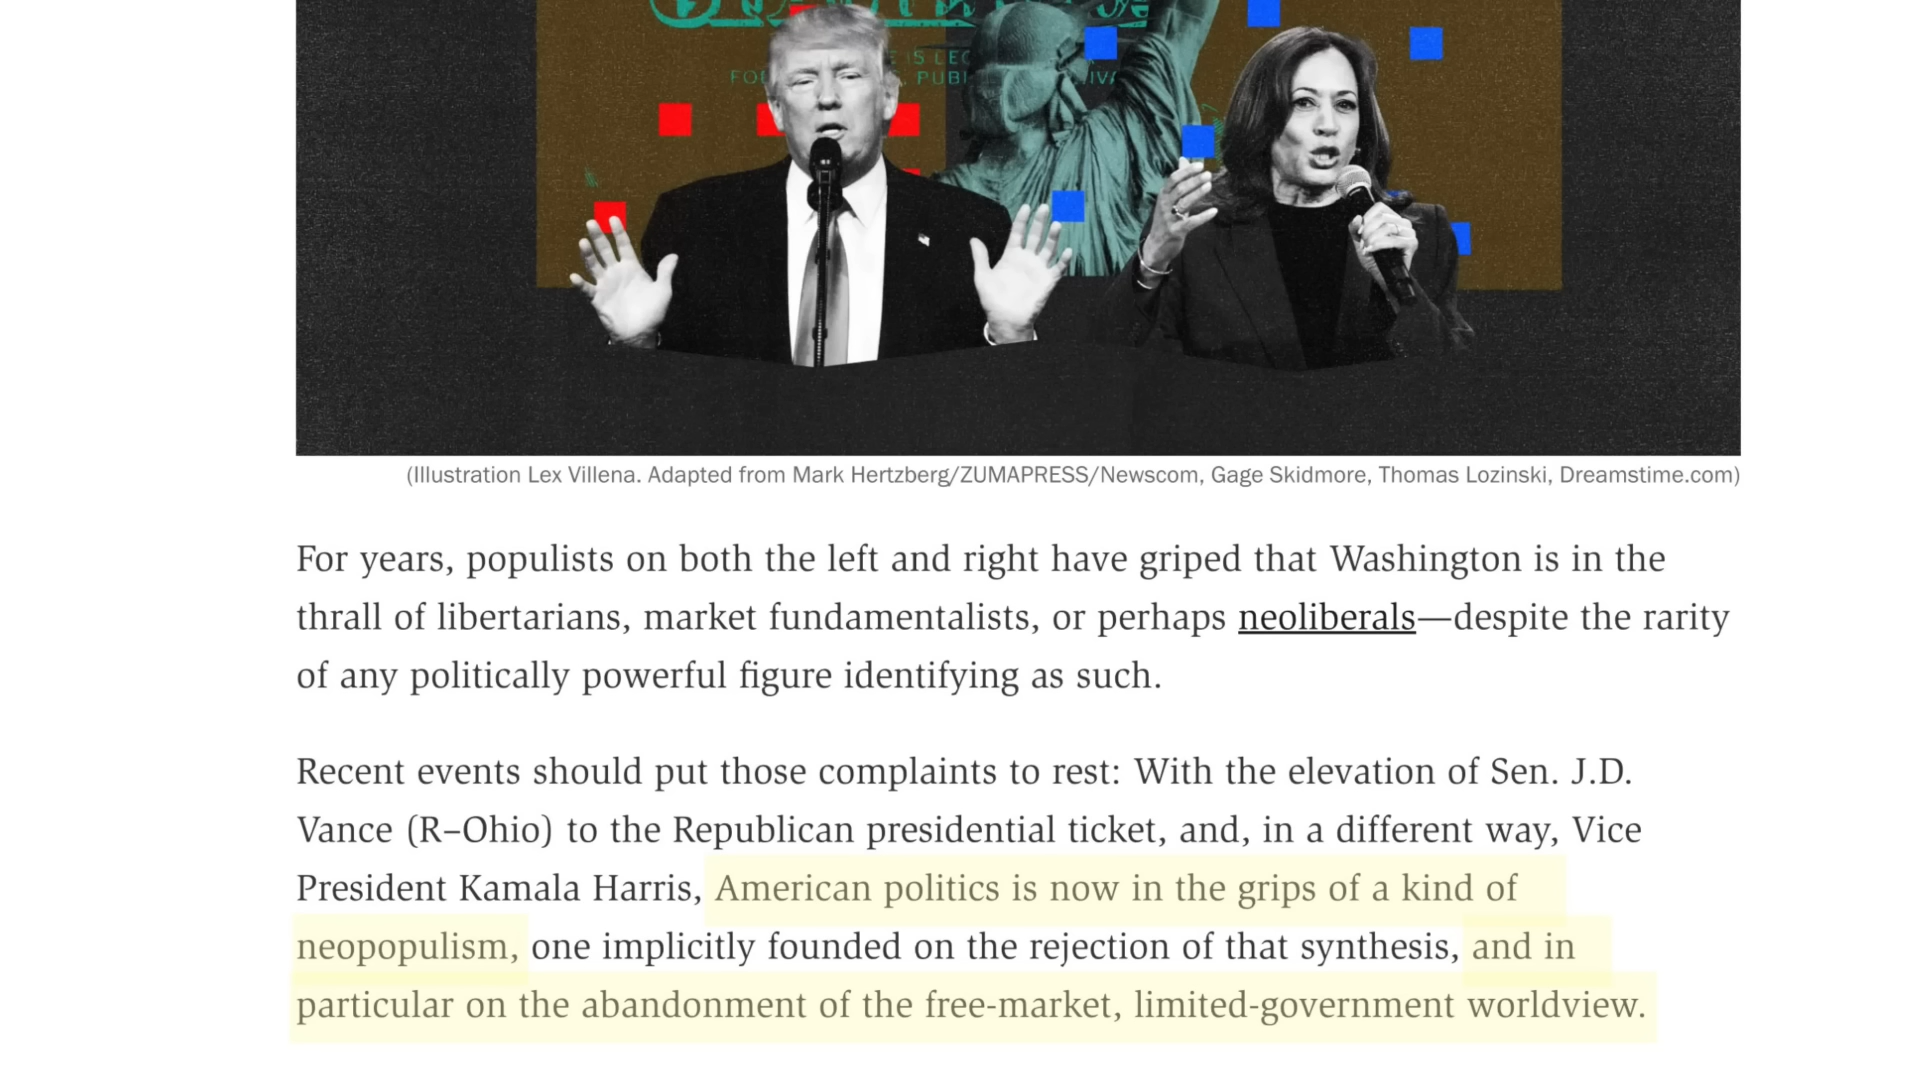 (Illustration Lex Villena. Adapted from Mark Hertzberg/ZUMAPRESS/Newscom, Gage Skidmore, Thomas Lozinski, Dreamstime.com)
For years, populists on both the left and right have griped that Washington is in the
thrall of libertarians, market fundamentalists, or perhaps neoliberals—despite the rarity
of any politically powerful figure identifying as such.
Recent events should put those complaints to rest: With the elevation of Sen. J.D.
Vance (R–Ohio) to the Republican presidential ticket, and, in a different way, Vice
President Kamala Harris, American politics is now in the grips of a kind of
neopopulism, one implicitly founded on the rejection of that synthesis, and in
particular on the abandonment of the free-market, limited-government worldview.